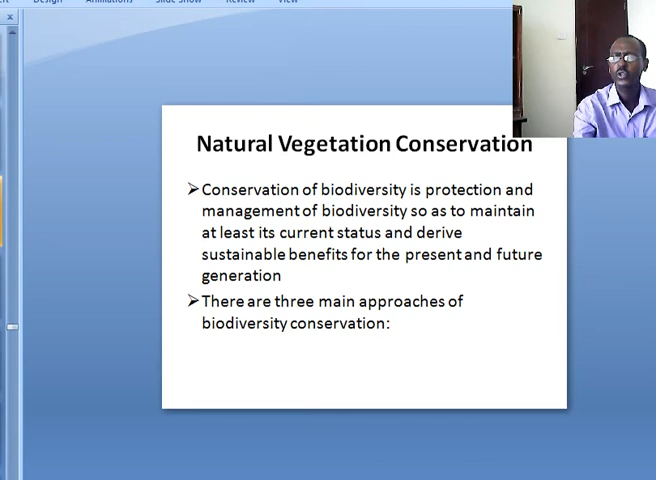 Design Animations Slide Show Review View
Natural Vegetation Conservation
➢Conservation of biodiversity is protection and
management of biodiversity so as to maintain
at least its current status and derive
sustainable benefits for the present and future
generation
➢There are three main approaches of
biodiversity conservation: